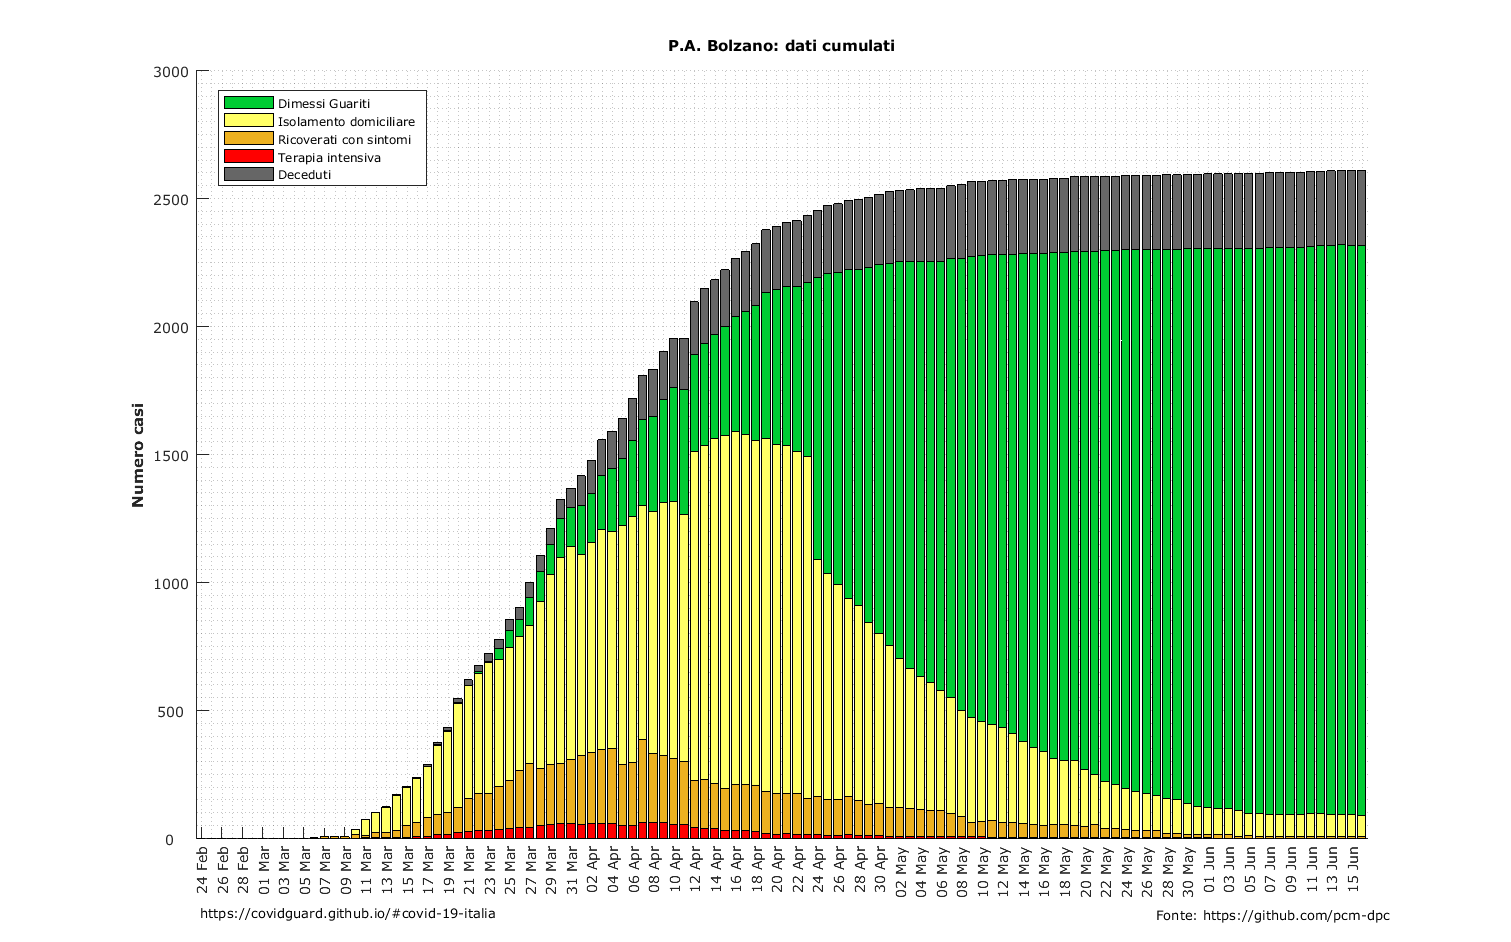 P.A. Bolzano: dati cumulati
3000
2500
2000
1500
1000
500
0
Numero casi
Dimessi Guariti
Isolamento domiciliare
Ricoverati con sintomi
Terapia intensiva
Deceduti
24 Feb
26 Feb
28 Feb
01 Mar
03 Mar
05 Mar
07 Mar
09 Mar
11 Mar
13 Mar
15 Mar
17 Mar
19 Mar
21 Mar
23 Mar
25 Mar
27 Mar
29 Mar
31 Mar
02 Apr
04 Apr
06 Apr
08 Apr
10 Apr
12 Apr
14 Apr
16 Apr
18 Apr
20 Apr
22 Apr
24 Apr
26 Apr
28 Apr
30 Apr
02 May
04 May
06 May
08 May
10 May
12 May
14 May
16 May
18 May
20 May
22 May
24 May
26 May
28 May
30 May
01 Jun
03 Jun
05 Jun
07 Jun
09 Jun
11 Jun
13 Jun
15 Jun
https://covidguard.github.io/#covid-19-italia
Fonte: https://github.com/pcm-dpc